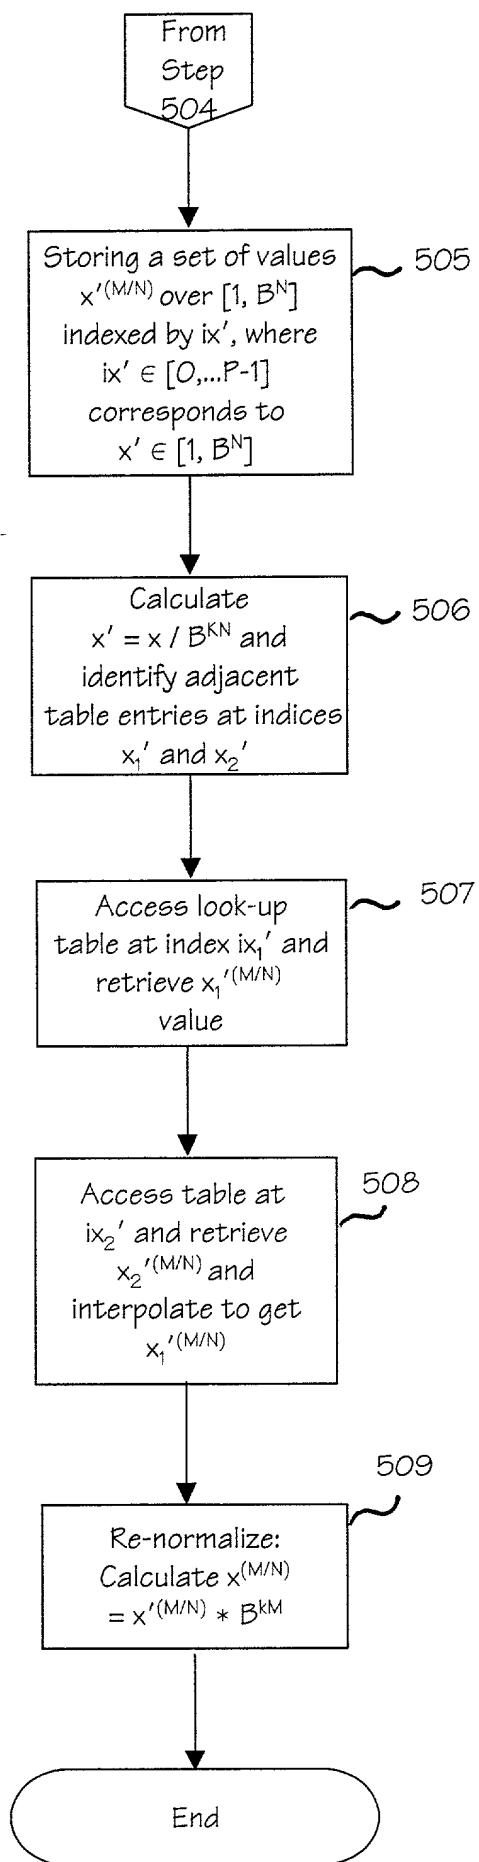 From
Step
504
Storing a set of values
x'^(M/N) over [1, B^N]
indexed by ix', where
ix' ∈ [0,...P-1]
corresponds to
x' ∈ [1, B^N]
505
Calculate
x' = x / B^KN and
identify adjacent
table entries at indices
x₁' and x₂'
506
Access look-up
table at index ix₁' and
retrieve x₁'^(M/N)
value
507
Access table at
ix₂' and retrieve
x₂'^(M/N) and
interpolate to get
x₁'^(M/N)
508
Re-normalize:
Calculate x^(M/N)
= x'^(M/N) * B^kM
509
End